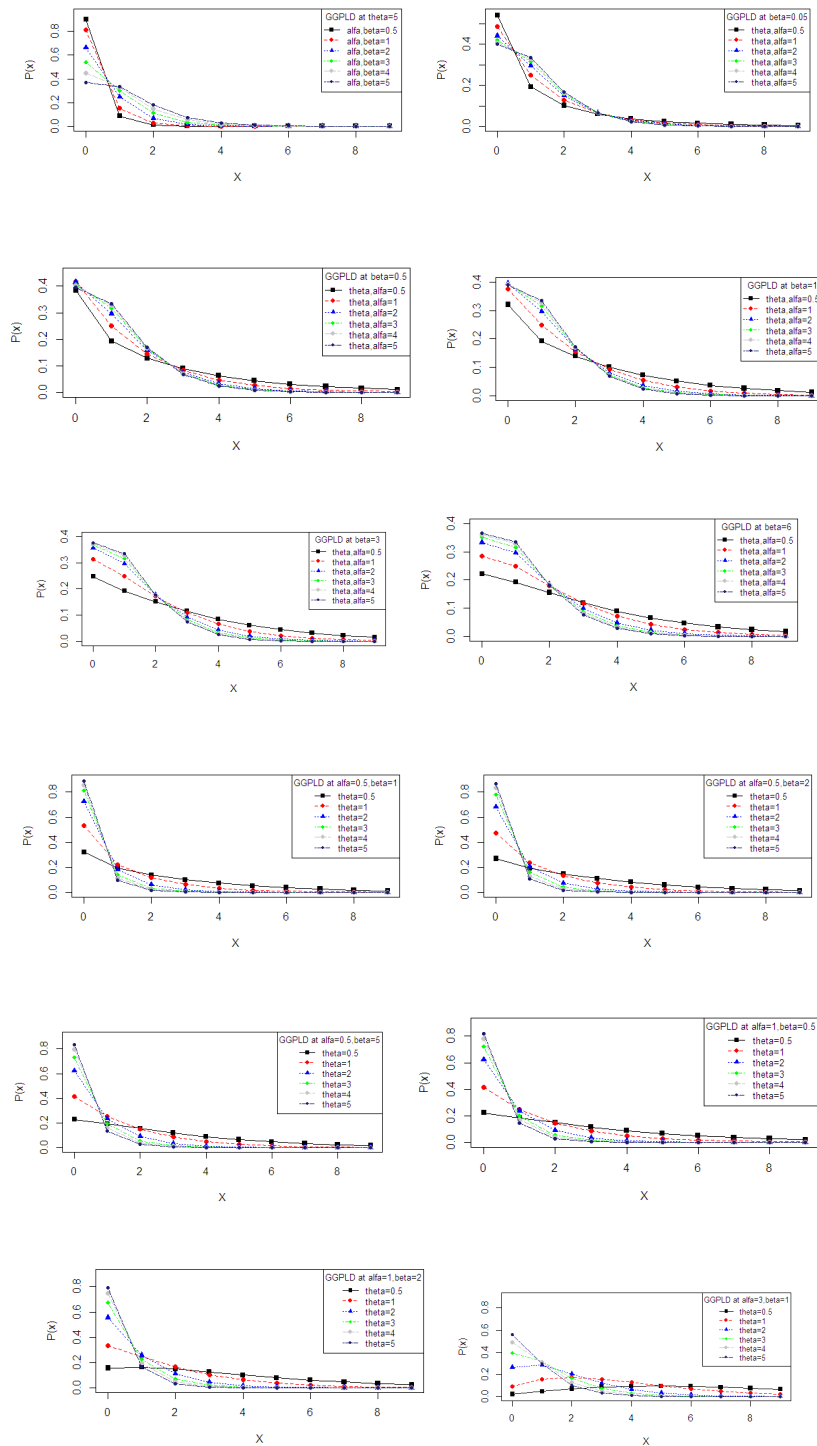 GGPLD at theta=5
alfa,beta=0.5
alfa,beta=1
alfa,beta=2
alfa,beta=3
alfa,beta=4
alfa,beta=5
P(x)
0.0 0.2 0.4 0.6 0.8
0 2 4 6 8
X
GGPLD at beta=0.05
theta,alfa=0.5
theta,alfa=1
theta,alfa=2
theta,alfa=3
theta,alfa=4
theta,alfa=5
P(x)
0.0 0.2 0.4
0 2 4 6 8
X
GGPLD at beta=0.5
theta,alfa=0.5
theta,alfa=1
theta,alfa=2
theta,alfa=3
theta,alfa=4
theta,alfa=5
P(x)
0.0 0.1 0.2 0.3 0.4
0 2 4 6 8
X
GGPLD at beta=1
theta,alfa=0.5
theta,alfa=1
theta,alfa=2
theta,alfa=3
theta,alfa=4
theta,alfa=5
P(x)
0.0 0.1 0.2 0.3 0.4
0 2 4 6 8
X
GGPLD at beta=3
theta,alfa=0.5
theta,alfa=1
theta,alfa=2
theta,alfa=3
theta,alfa=4
theta,alfa=5
P(x)
0.0 0.1 0.2 0.3 0.4
0 2 4 6 8
X
GGPLD at beta=6
theta,alfa=0.5
theta,alfa=1
theta,alfa=2
theta,alfa=3
theta,alfa=4
theta,alfa=5
P(x)
0.0 0.1 0.2 0.3 0.4
0 2 4 6 8
X
GGPLD at alfa=0.5,beta=1
theta=0.5
theta=1
theta=2
theta=3
theta=4
theta=5
P(x)
0.0 0.2 0.4 0.6 0.8
0 2 4 6 8
X
GGPLD at alfa=0.5,beta=2
theta=0.5
theta=1
theta=2
theta=3
theta=4
theta=5
P(x)
0.0 0.2 0.4 0.6 0.8
0 2 4 6 8
X
GGPLD at alfa=0.5,beta=5
theta=0.5
theta=1
theta=2
theta=3
theta=4
theta=5
P(x)
0.0 0.2 0.4 0.6 0.8
0 2 4 6 8
X
GGPLD at alfa=1,beta=0.5
theta=0.5
theta=1
theta=2
theta=3
theta=4
theta=5
P(x)
0.0 0.2 0.4 0.6 0.8
0 2 4 6 8
X
GGPLD at alfa=1,beta=2
theta=0.5
theta=1
theta=2
theta=3
theta=4
theta=5
P(x)
0.0 0.2 0.4 0.6 0.8
0 2 4 6 8
X
GGPLD at alfa=3,beta=1
theta=0.5
theta=1
theta=2
theta=3
theta=4
theta=5
P(x)
0.0 0.2 0.4 0.6 0.8
0 2 4 6 8
X